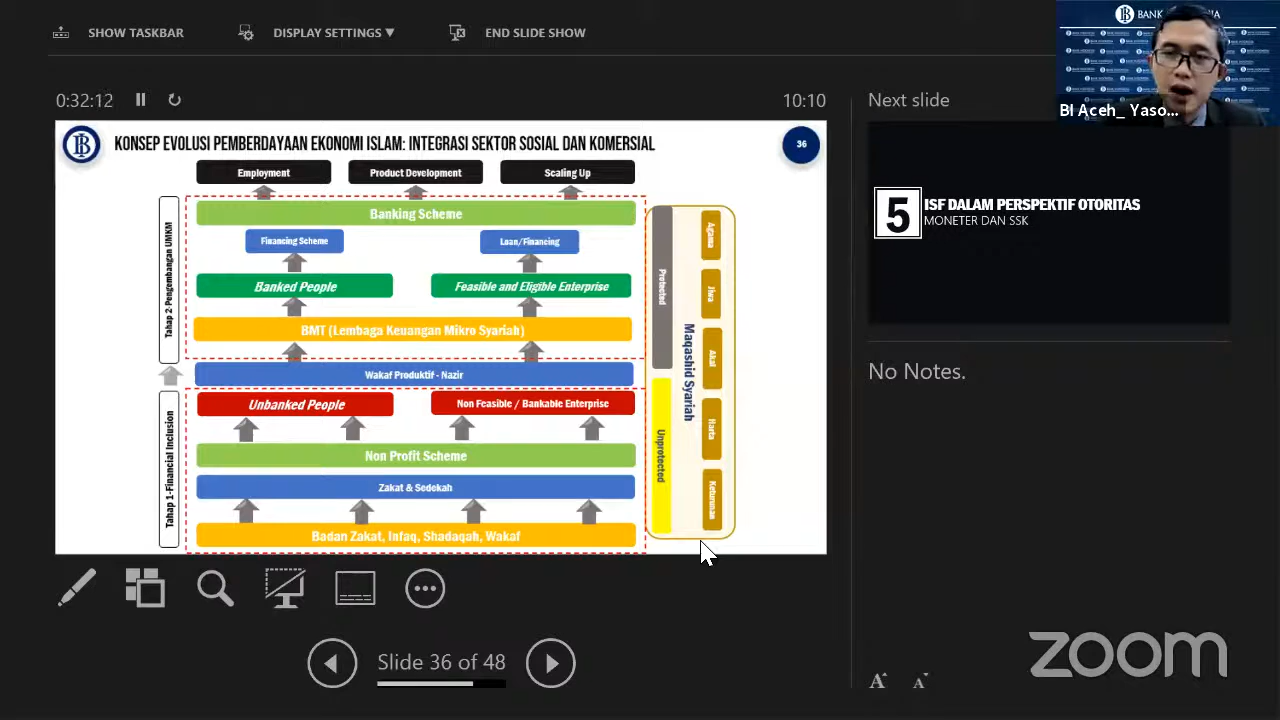 SHOW TASKBAR
DISPLAY SETTINGS ▼
END SLIDE SHOW
BANK
BI Aceh_ Yaso...
0:32:12
10:10
Next slide
KONSEP EVOLUSI PEMBERDAYAAN EKONOMI ISLAM: INTEGRASI SEKTOR SOSIAL DAN KOMERSIAL
36
Employment
Product Development
Scaling Up
Banking Scheme
Financing Scheme
Loan/Financing
Banked People
Feasible and Eligible Enterprise
BMT (Lembaga Keuangan Mikro Syariah)
Wakaf Produktif - Nazir
Unbanked People
Non Feasible / Bankable Enterprise
Non Profit Scheme
Zakat & Sedekah
Badan Zakat, Infaq, Shadaqah, Wakaf
Tahap 2-Pengembangan UMKM
Tahap 1-Financial Inclusion
Protected
Unprotected
Maqashid Syariah
Agama
Jiwa
Akal
Harta
Keturunan
5
ISF DALAM PERSPEKTIF OTORITAS
MONETER DAN SSK
No Notes.
Slide 36 of 48
A A
zoom